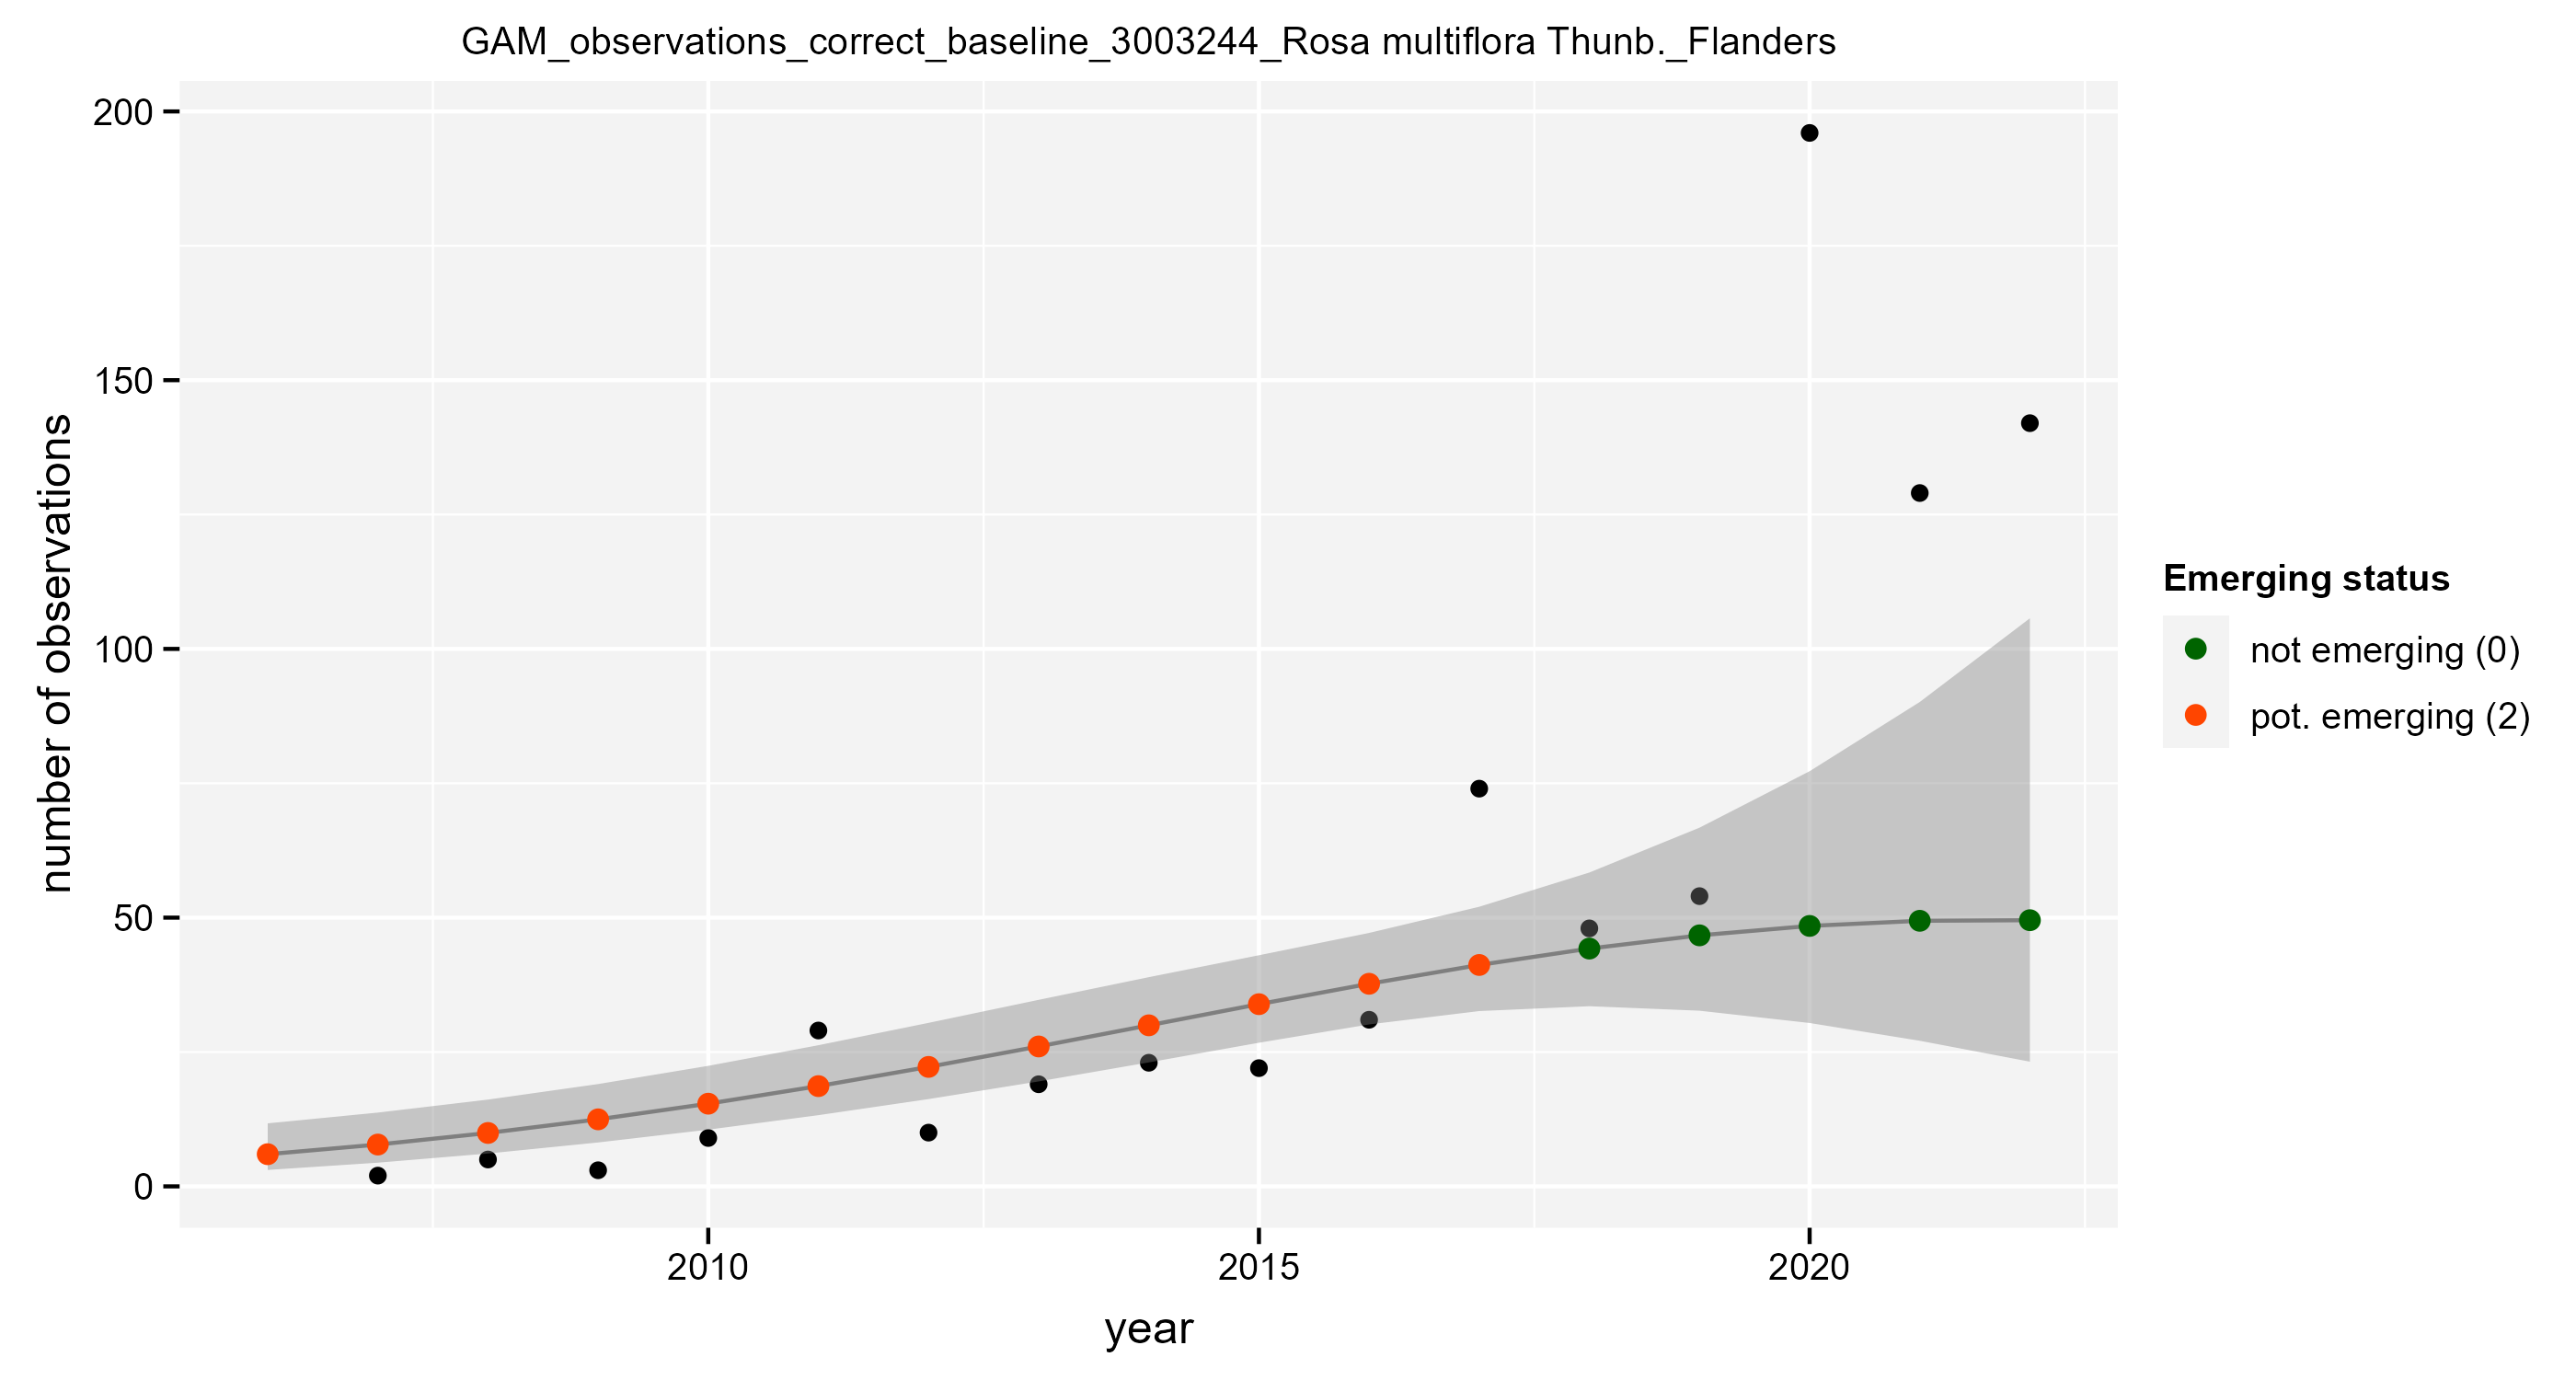 GAM_observations_correct_baseline_3003244_Rosa multiflora Thunb._Flanders
number of observations
200
150
100
50
0
2010
2015
2020
year
Emerging status
not emerging (0)
pot. emerging (2)